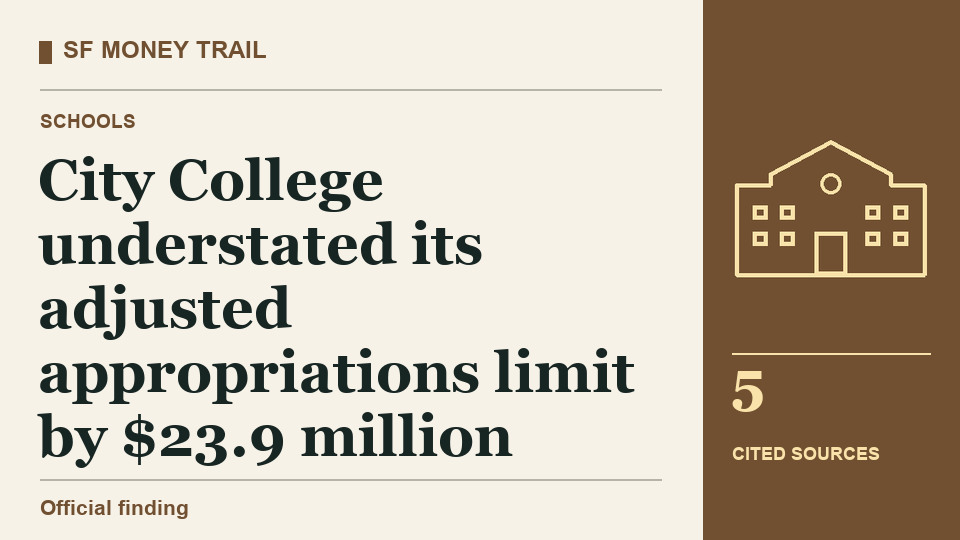 SF MONEY TRAIL
SCHOOLS
City College
understated its
adjusted
appropriations limit
by $23.9 million
Official finding
5
CITED SOURCES